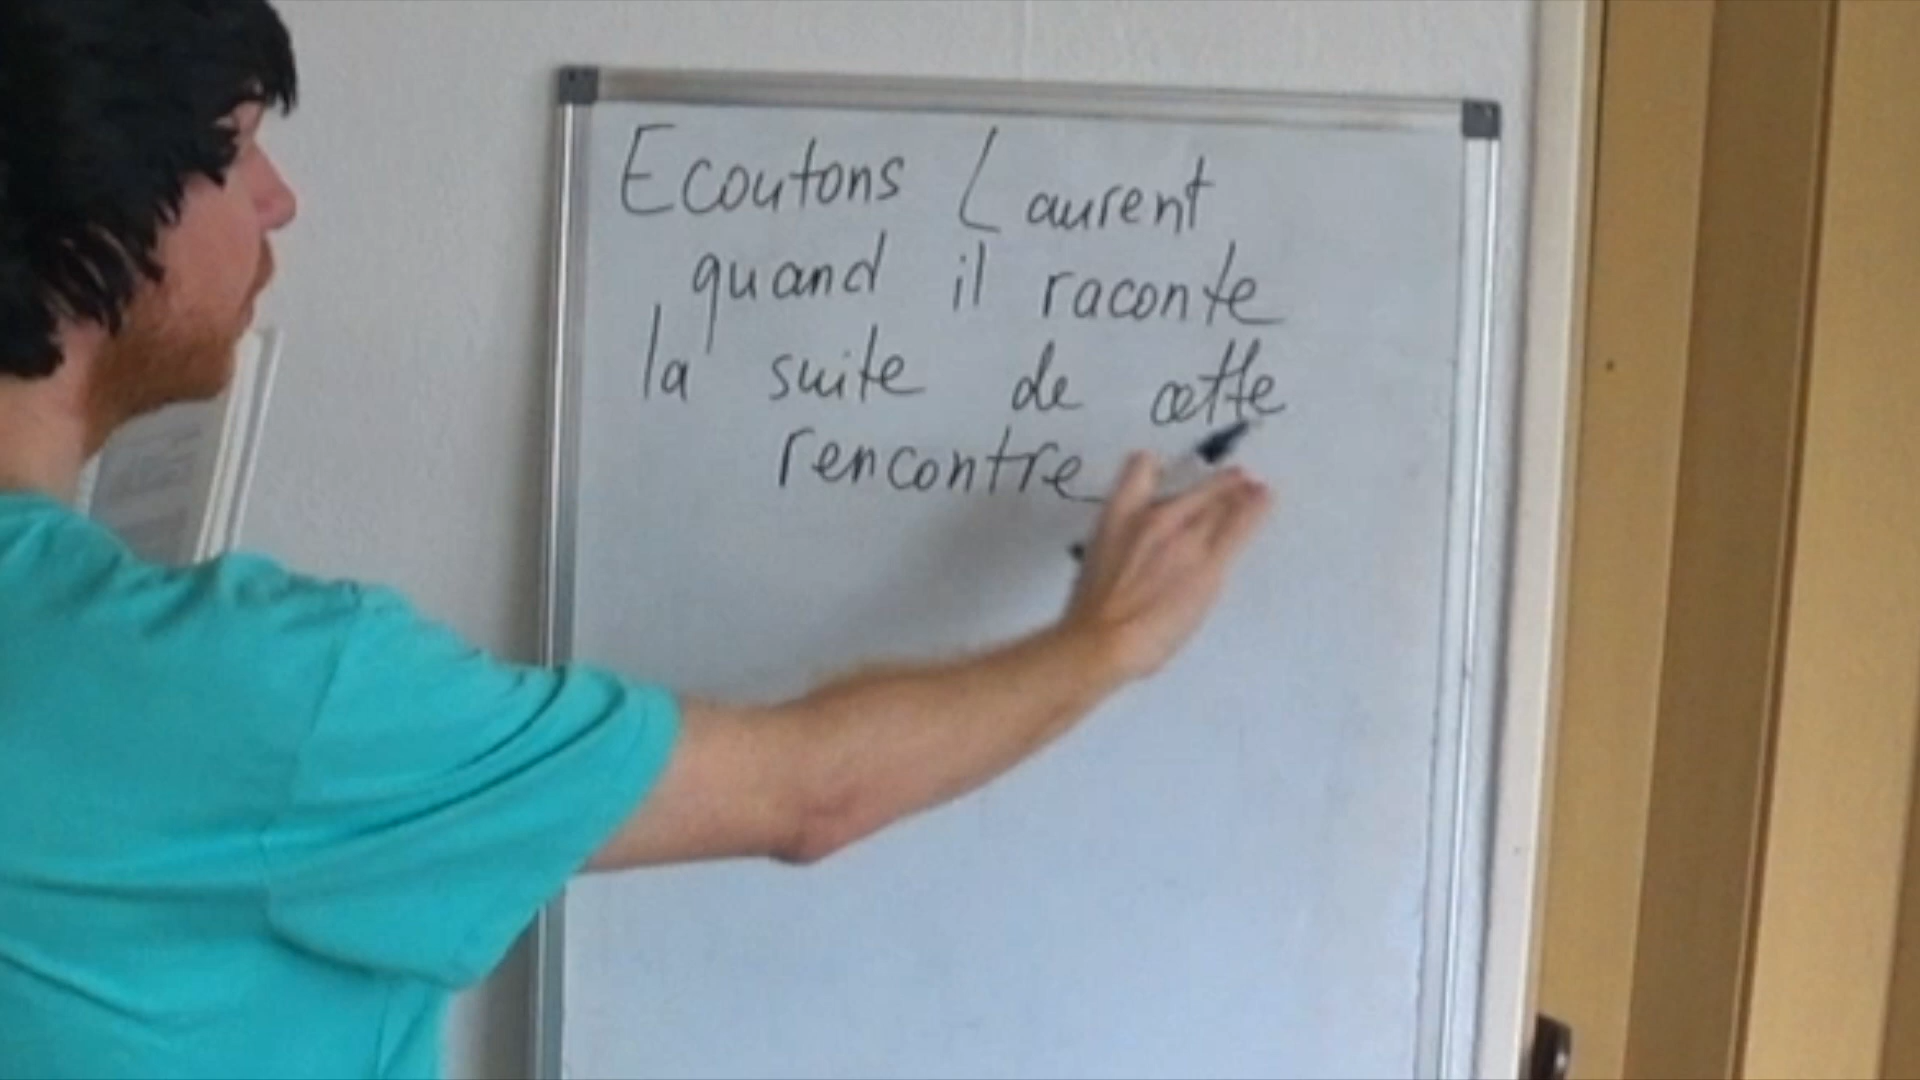 Ecoutons Laurent
quand il raconte
la suite de cette
rencontre